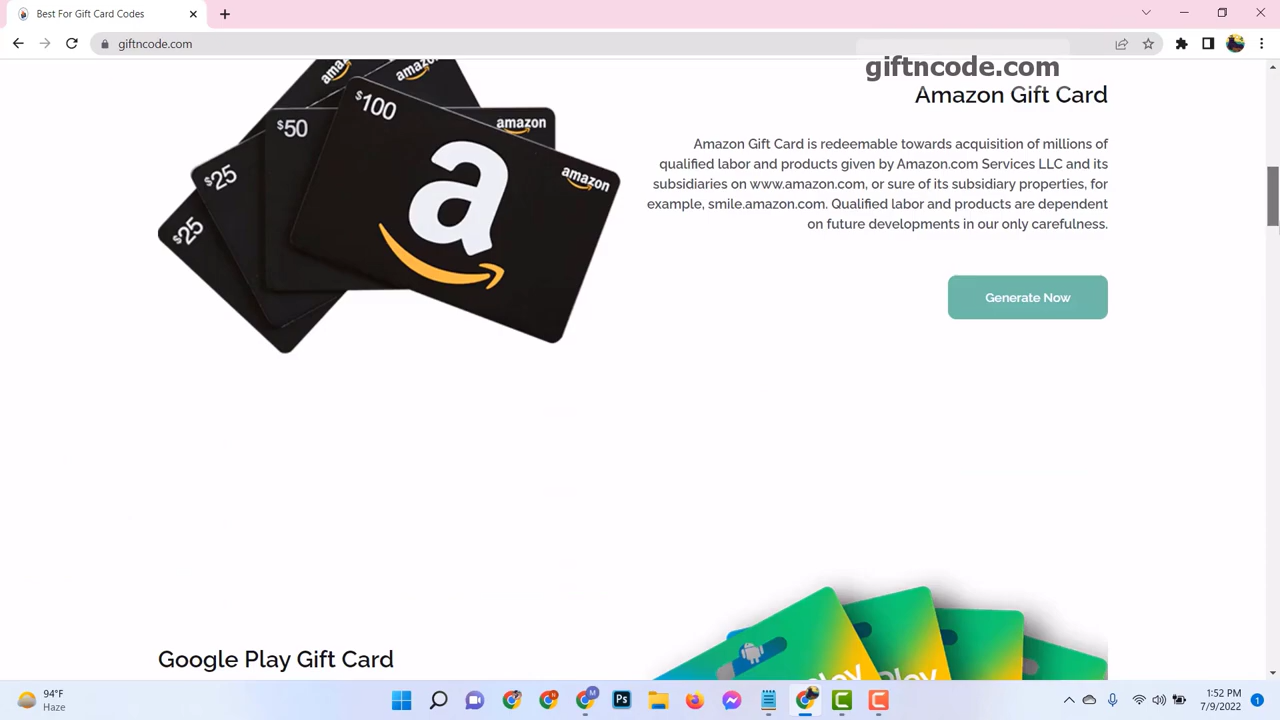 Best For Gift Card Codes
giftncode.com
giftncode.com
Amazon Gift Card
$100
$50
$25
$25
amazon
amazon
a
Amazon Gift Card is redeemable towards acquisition of millions of
qualified labor and products given by Amazon.com Services LLC and its
subsidiaries on www.amazon.com, or sure of its subsidiary properties, for
example, smile.amazon.com. Qualified labor and products are dependent
on future developments in our only carefulness.
Generate Now
Google Play Gift Card
94°F
Haze
1:52 PM
7/9/2022